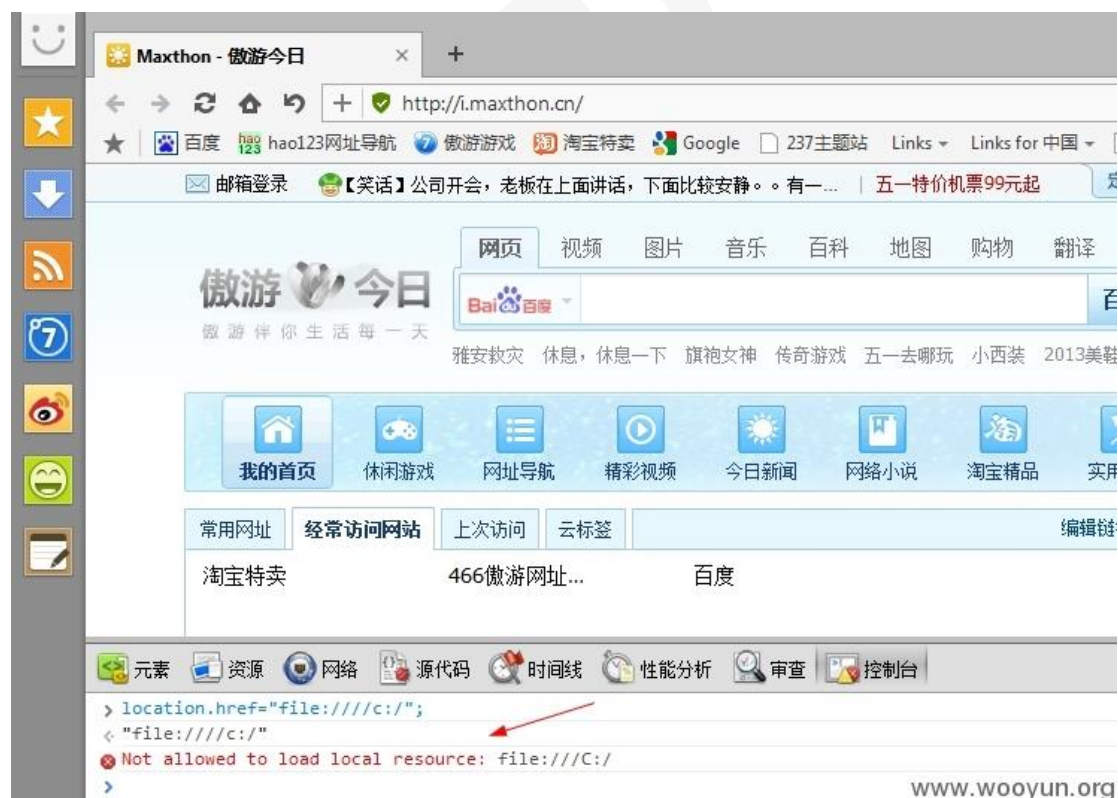 Maxthon - 傲游今日
http://i.maxthon.cn/
百度 hao123 hao123网址导航 7 傲游游戏 淘 淘宝特卖 Google 237主题站 Links Links for 中国
邮箱登录 【笑话】公司开会，老板在上面讲话，下面比较安静。。有一... | 五一特价机票99元起
网页 视频 图片 音乐 百科 地图 购物 翻译
傲游今日
傲游伴你生活每一天
Bai百度
雅安救灾 休息，休息一下 旗袍女神 传奇游戏 五一去哪玩 小西装 2013美鞋
我的首页 休闲游戏 网址导航 精彩视频 今日新闻 网络小说 淘宝精品 实用
常用网址 经常访问网站 上次访问 云标签 编辑链
淘宝特卖 466傲游网址... 百度
元素 资源 网络 源代码 时间线 性能分析 审查 控制台
> location.href="file:////c:/";
< "file:////c:/"
Not allowed to load local resource: file:///C:/
>
www.wooyun.org